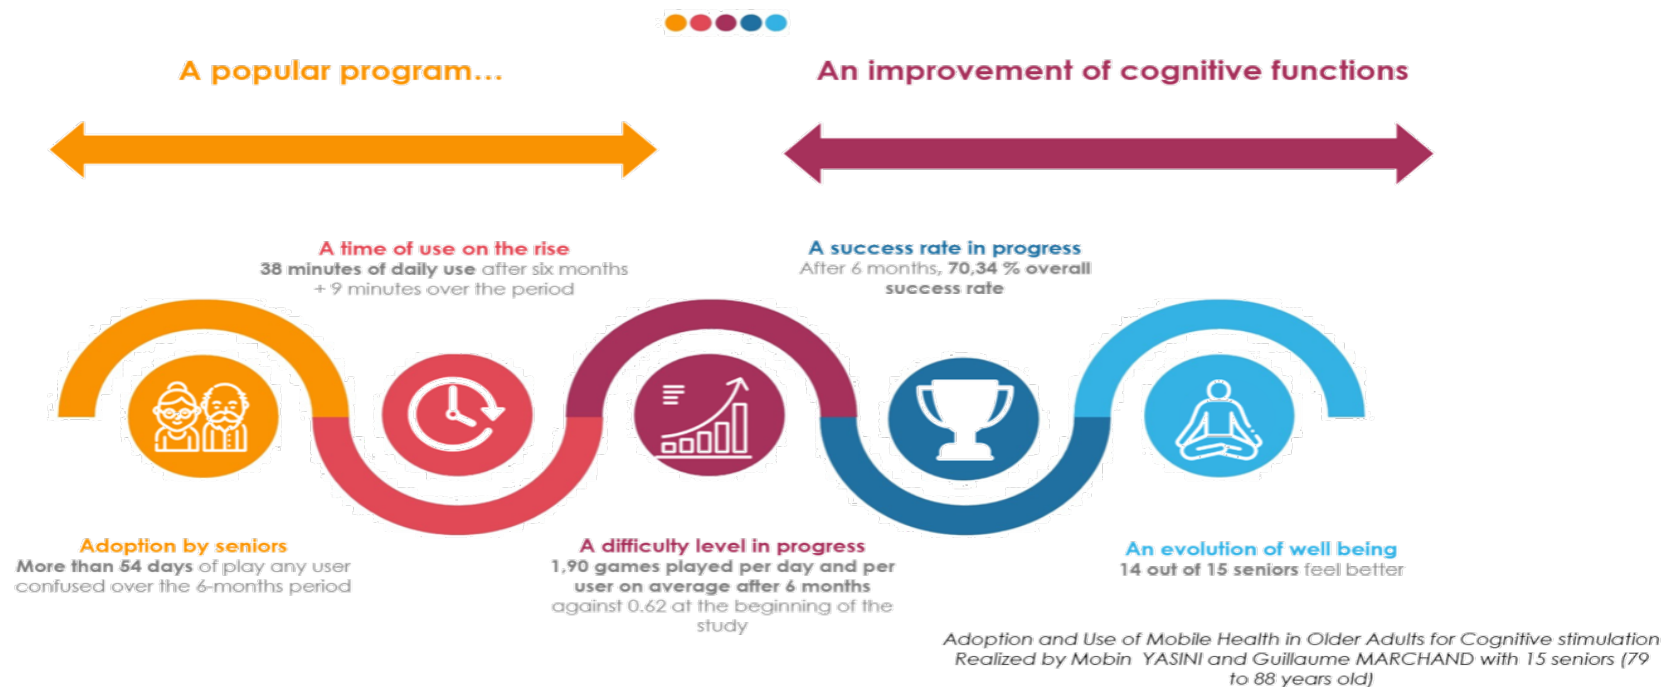 A popular program...
An improvement of cognitive functions
A time of use on the rise
38 minutes of daily use after six months
+ 9 minutes over the period
A success rate in progress
After 6 months, 70,34 % overall
success rate
Adoption by seniors
More than 54 days of play any user
confused over the 6-months period
A difficulty level in progress
1,90 games played per day and per
user on average after 6 months
against 0.62 at the beginning of the
study
An evolution of well being
14 out of 15 seniors feel better
Adoption and Use of Mobile Health in Older Adults for Cognitive stimulation
Realized by Mobin YASINI and Guillaume MARCHAND with 15 seniors (79
to 88 years old)